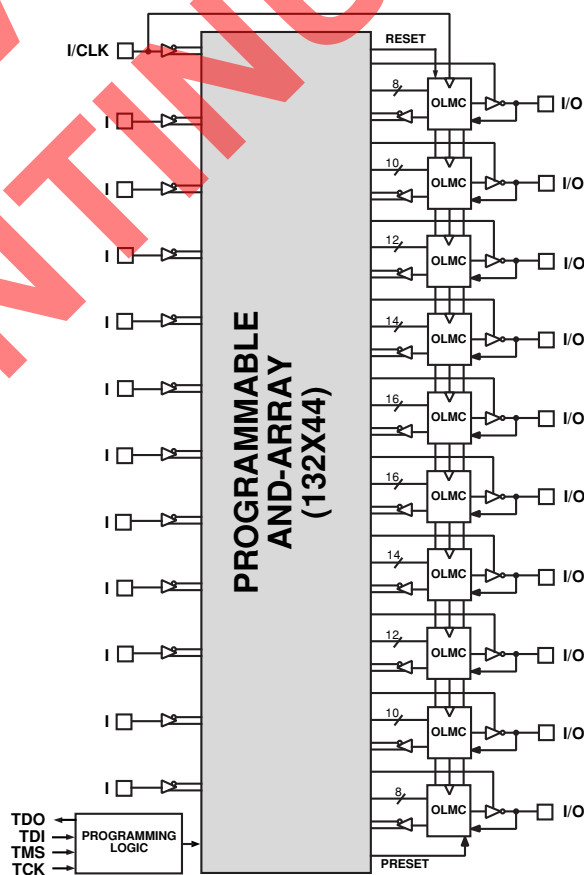 I/CLK
I
I
I
I
I
I
I
I
I
I
I
TDO
TDI
TMS
TCK
PROGRAMMING
LOGIC
PROGRAMMABLE
AND-ARRAY
(132X44)
RESET
8
OLMC
I/O
10
OLMC
I/O
12
OLMC
I/O
14
OLMC
I/O
16
OLMC
I/O
16
OLMC
I/O
14
OLMC
I/O
12
OLMC
I/O
10
OLMC
I/O
8
OLMC
I/O
PRESET